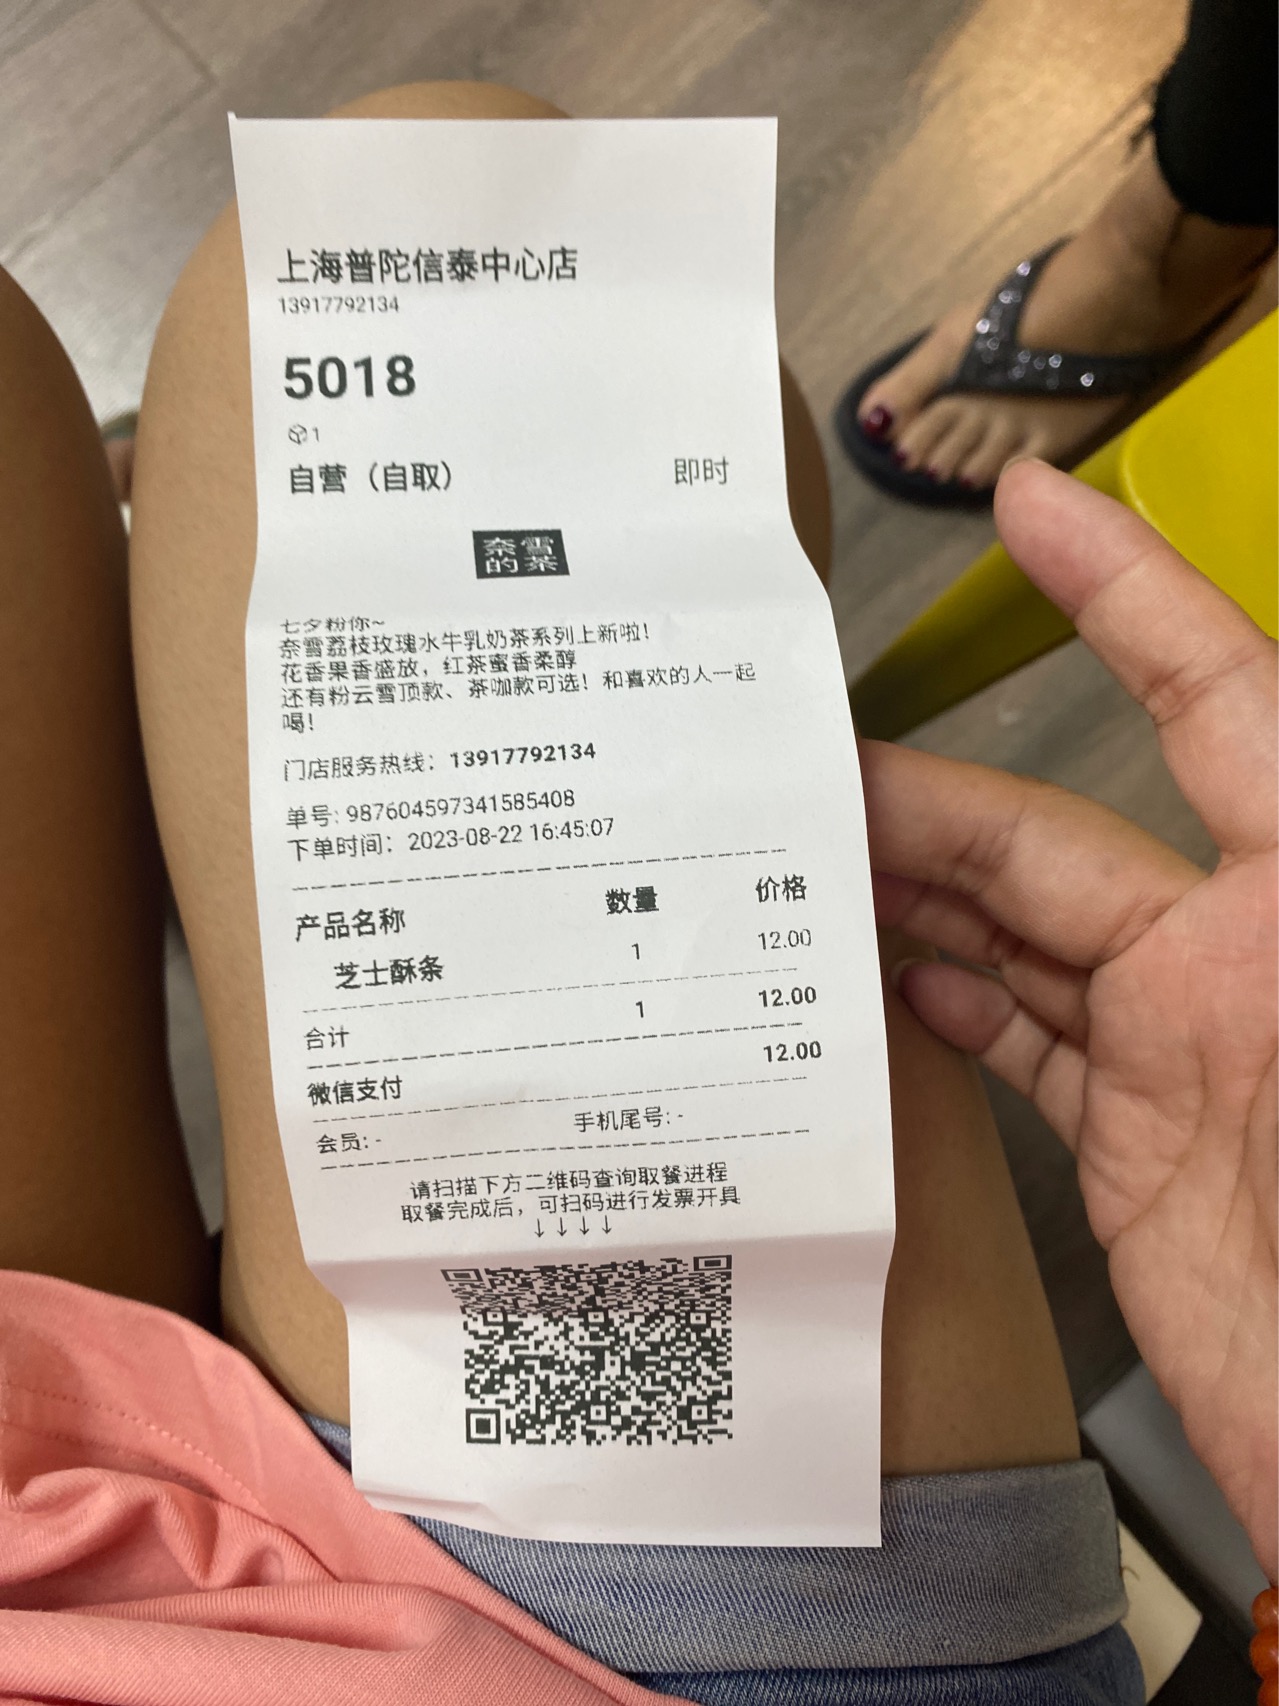 上海普陀信泰中心店
13917792134
5018
1
自营（自取） 即时
奈雪
的茶
七夕粉你~
奈雪荔枝玫瑰水牛乳奶茶系列上新啦！
花香果香盛放，红茶蜜香柔醇
还有粉云雪顶款、茶咖款可选！和喜欢的人一起
喝！
门店服务热线：13917792134
单号: 987604597341585408
下单时间：2023-08-22 16:45:07
产品名称 数量 价格
芝士酥条 1 12.00
合计 1 12.00
微信支付 12.00
会员: - 手机尾号: -
请扫描下方二维码查询取餐进程
取餐完成后，可扫码进行发票开具
↓ ↓ ↓ ↓